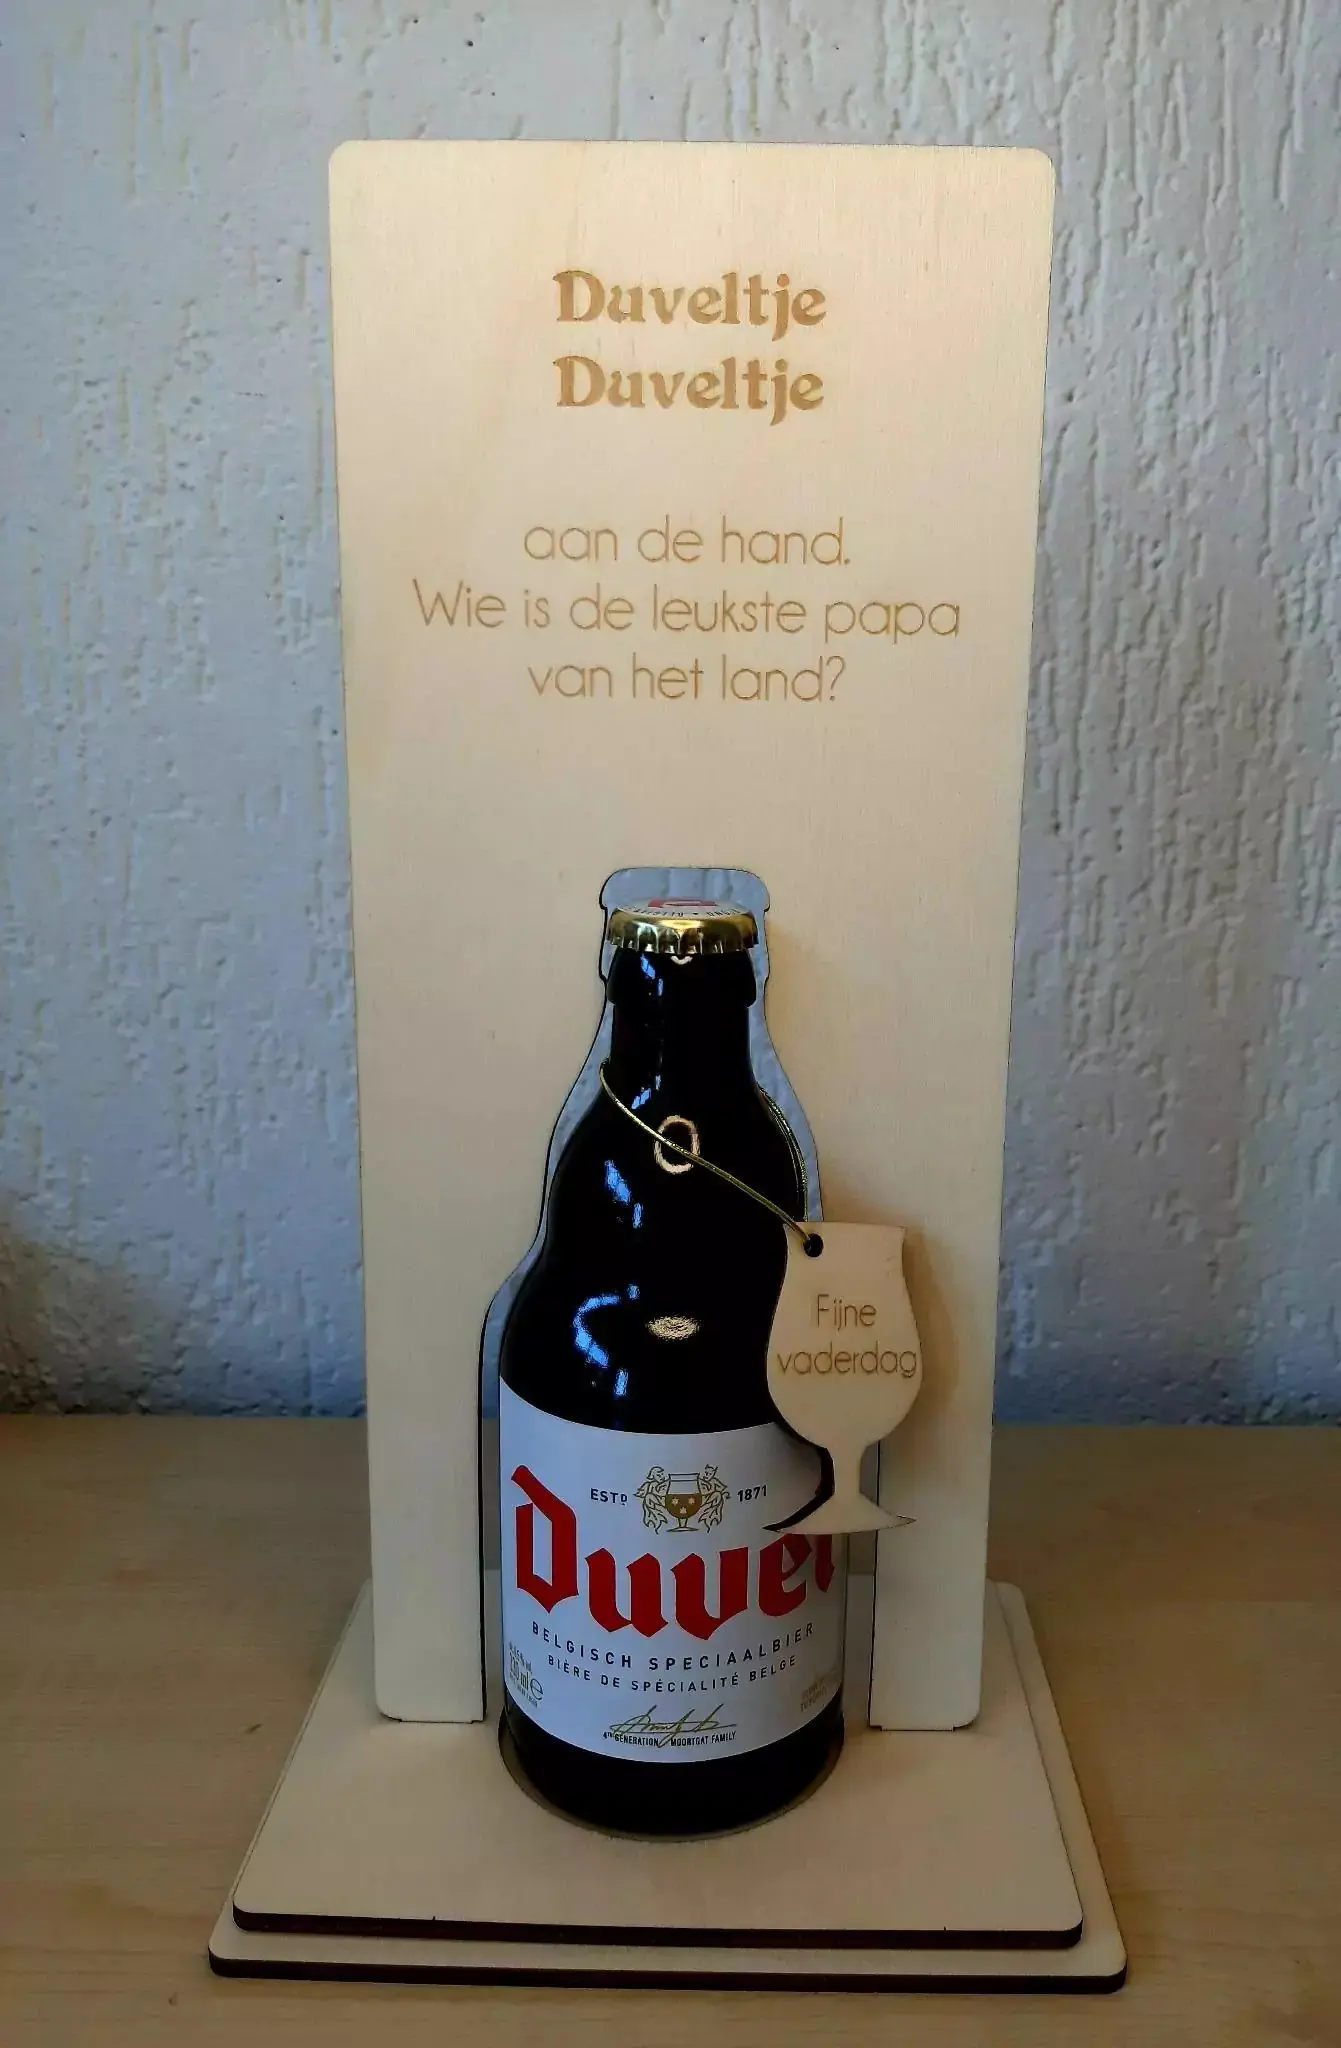 Duveltje
Duveltje
aan de hand.
Wie is de leukste papa
van het land?
Fijne
vaderdag
ESTD 1871
Duvel
BELGISCH SPECIAALBIER
BIÈRE DE SPÉCIALITÉ BELGE
4TH GENERATION MOORTGAT FAMILY